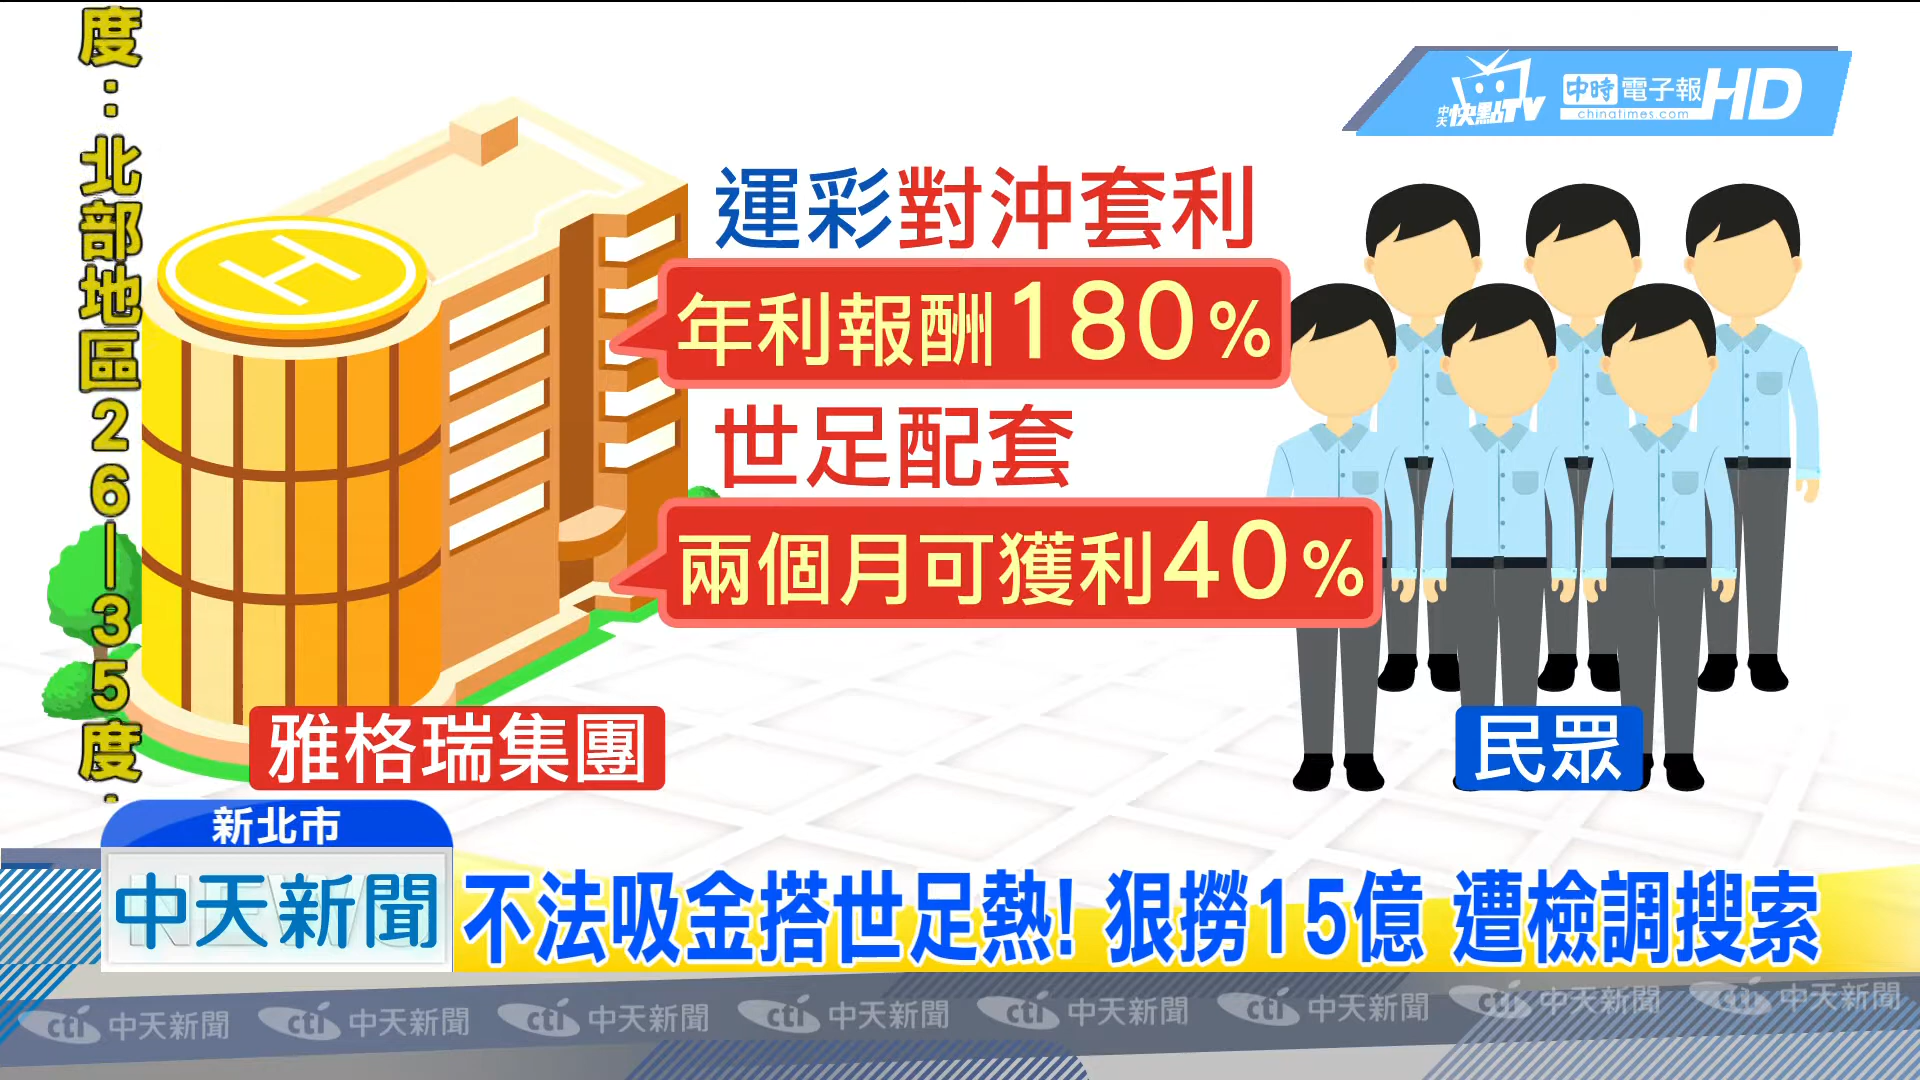 度：北部地區26—35度
中天快點TV
中時電子報HD
chinatimes.com
運彩對沖套利
年利報酬180%
世足配套
兩個月可獲利40%
雅格瑞集團
民眾
新北市
中天新聞
不法吸金搭世足熱! 狠撈15億 遭檢調搜索
cti 中天新聞 cti 中天新聞 cti 中天新聞 cti 中天新聞 cti 中天新聞 cti 中天新聞 cti 中天新聞 cti 中天新聞